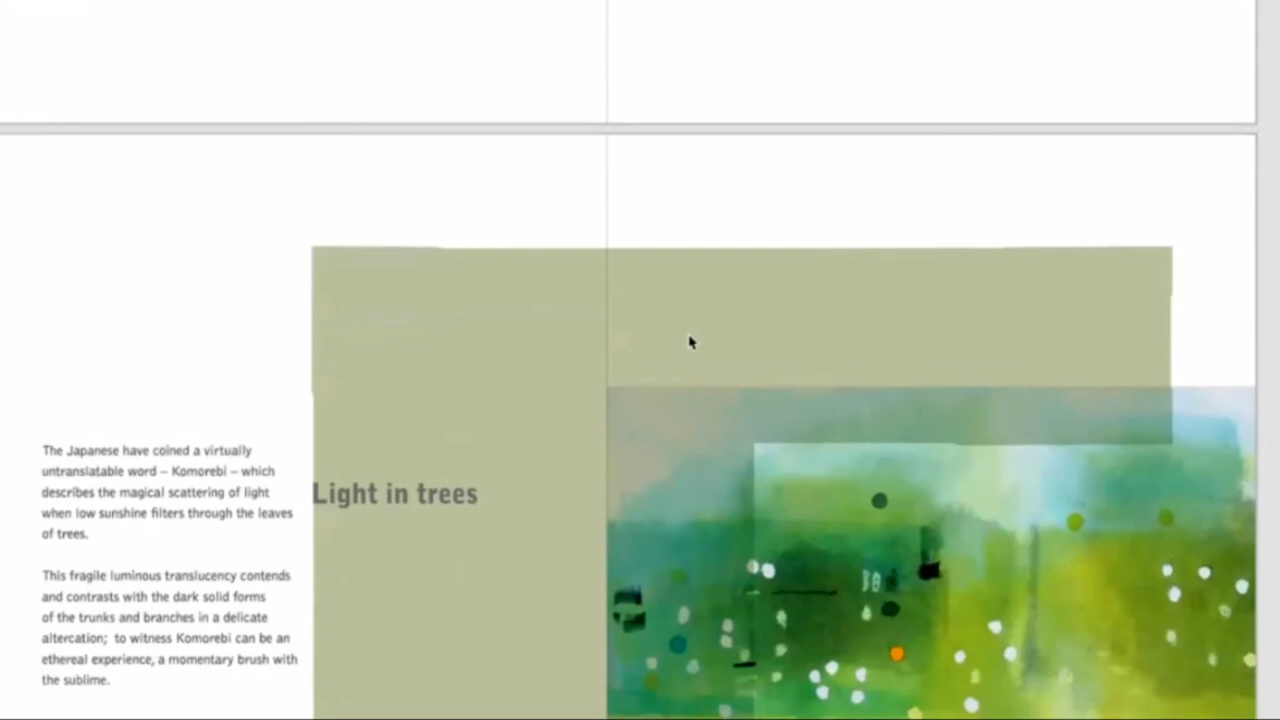 The Japanese have coined a virtually
untranslatable word – Komorebi – which
describes the magical scattering of light
when low sunshine filters through the leaves
of trees.
This fragile luminous translucency contends
and contrasts with the dark solid forms
of the trunks and branches in a delicate
altercation;  to witness Komorebi can be an
ethereal experience, a momentary brush with
the sublime.
Light in trees